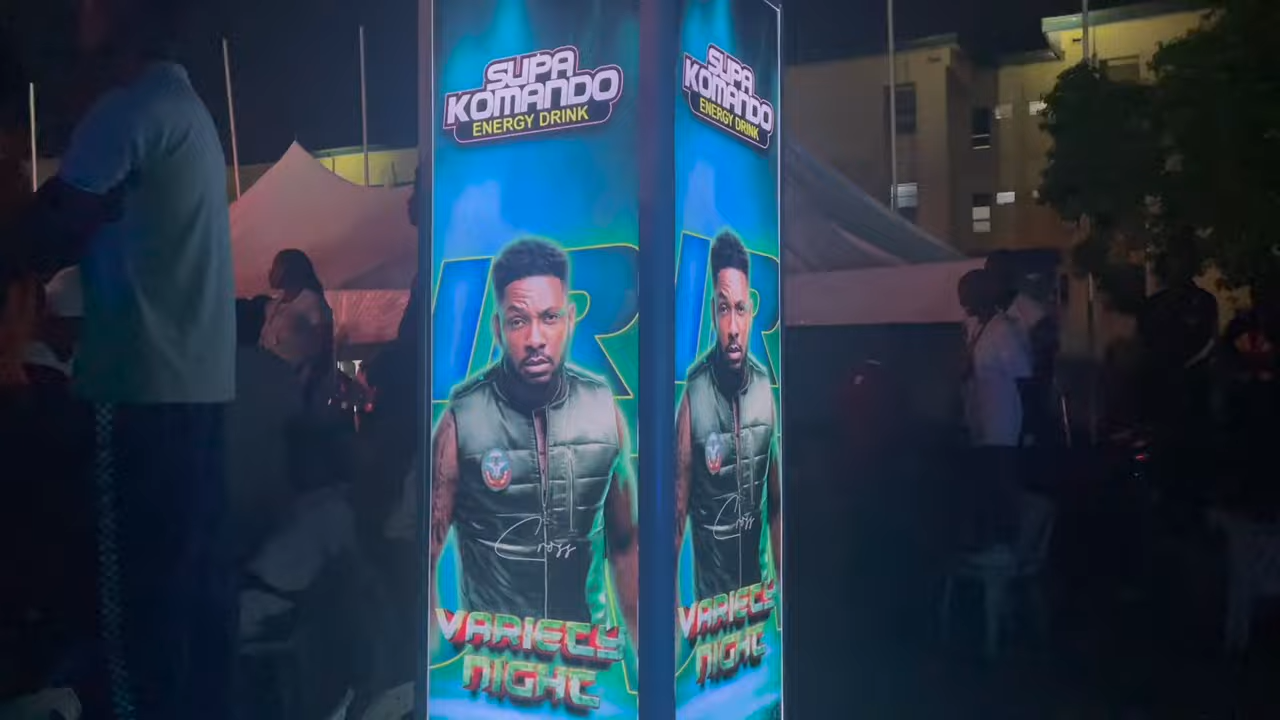 SUPA
KOMANDO
ENERGY DRINK
Cross
VARIETY
NIGHT
SUPA
KOMANDO
ENERGY DRINK
Cross
VARIETY
NIGHT